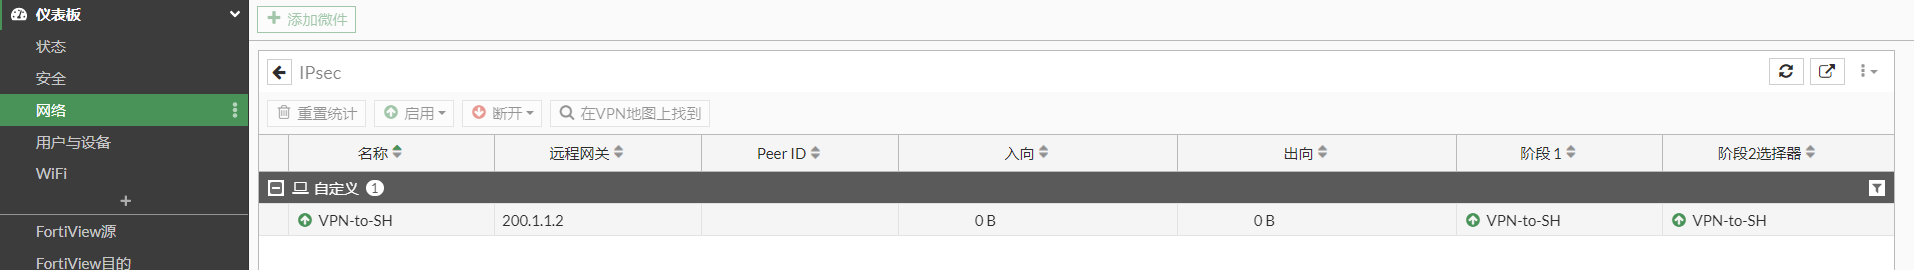 仪表板
状态
安全
网络
用户与设备
WiFi
FortiView源
FortiView目的
添加微件
IPsec
重置统计 启用 断开 在VPN地图上找到
名称 远程网关 Peer ID 入向 出向 阶段 1 阶段2选择器
自定义 1
VPN-to-SH 200.1.1.2 0 B 0 B VPN-to-SH VPN-to-SH